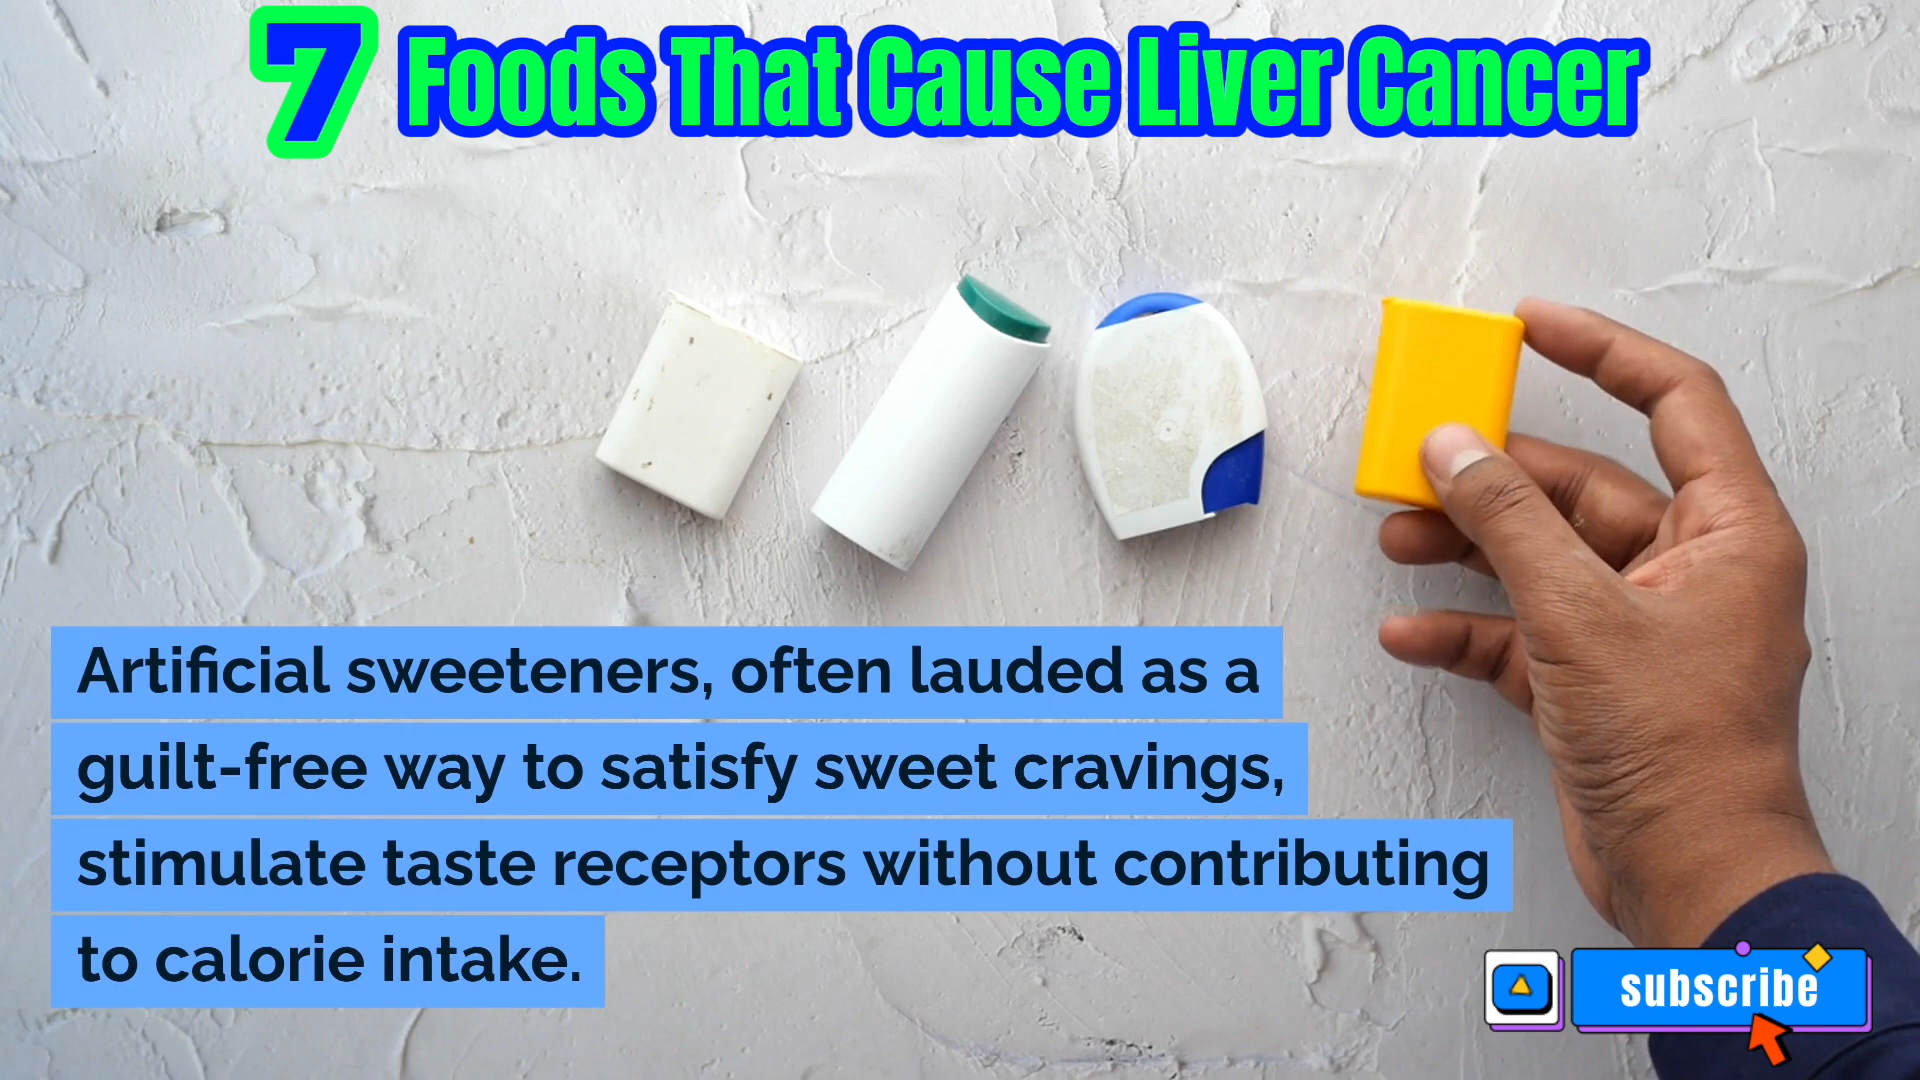 7 Foods That Cause Liver Cancer
Artificial sweeteners, often lauded as a
guilt-free way to satisfy sweet cravings,
stimulate taste receptors without contributing
to calorie intake.
subscribe